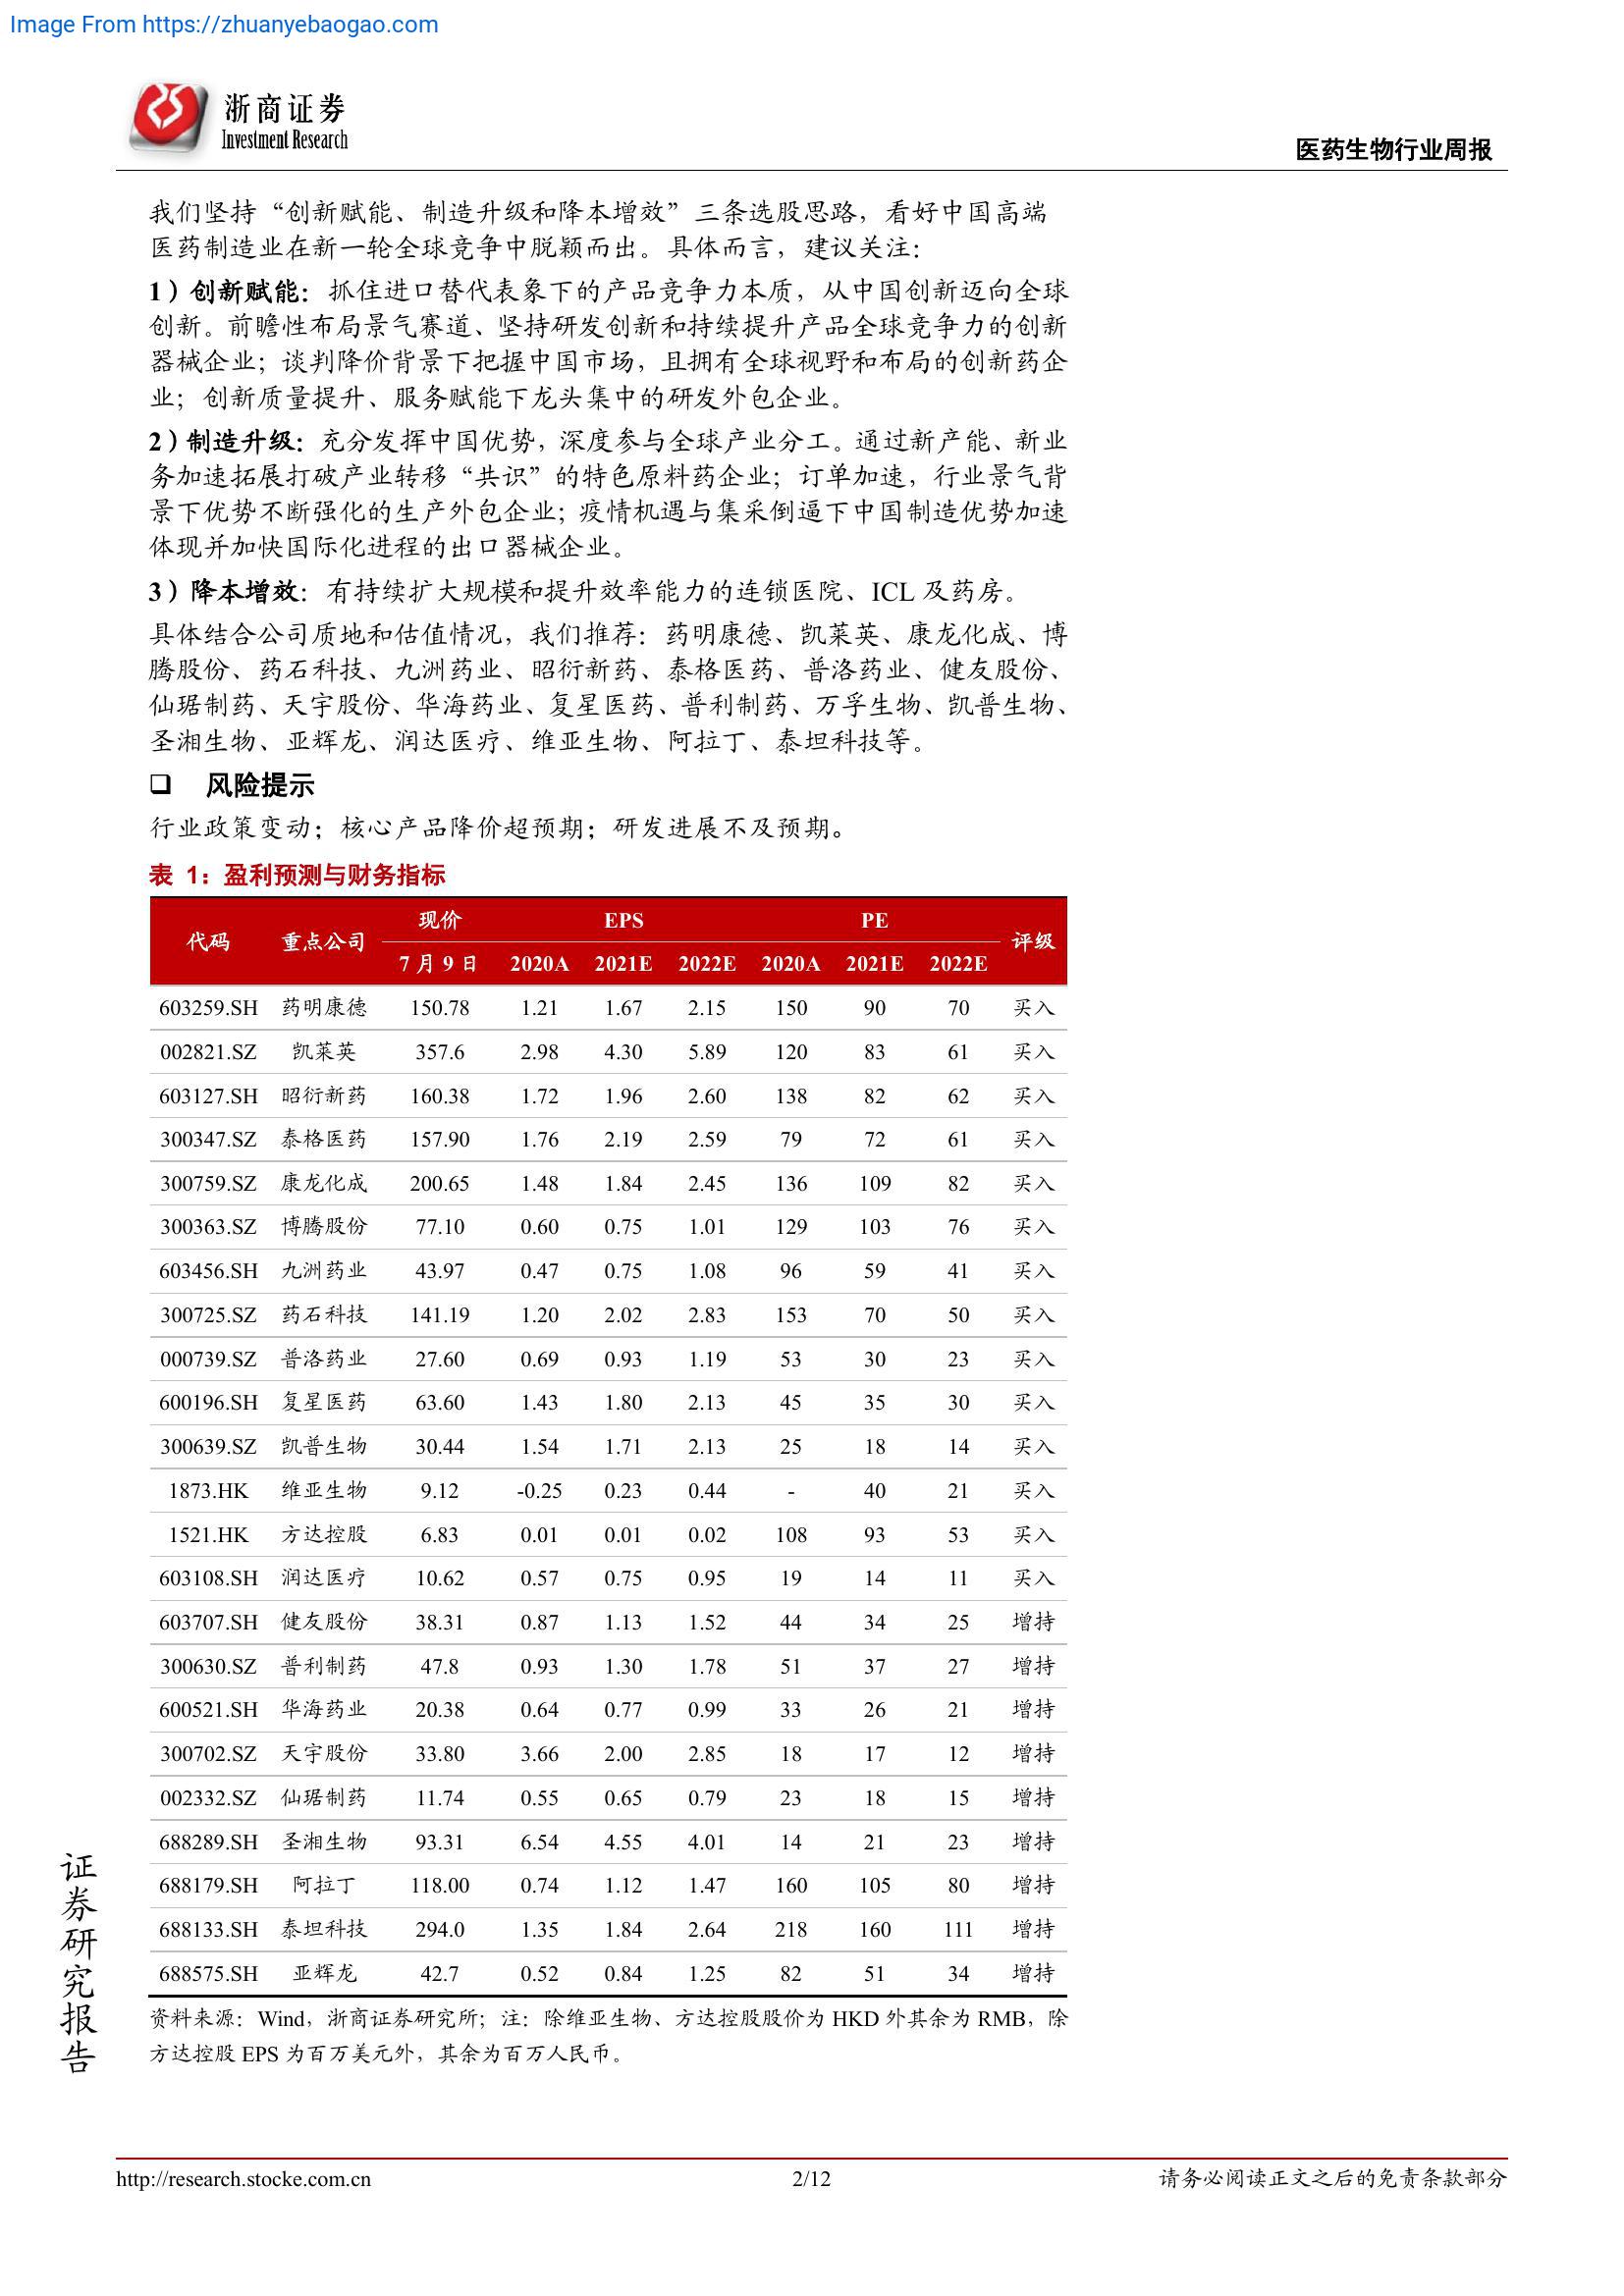 Image From https://zhuanyebaogao.com
浙商证券
Investment Research
医药生物行业周报
我们坚持“创新赋能、制造升级和降本增效”三条选股思路，看好中国高端
医药制造业在新一轮全球竞争中脱颖而出。具体而言，建议关注：
1）创新赋能：抓住进口替代表象下的产品竞争力本质，从中国创新迈向全球
创新。前瞻性布局景气赛道、坚持研发创新和持续提升产品全球竞争力的创新
器械企业；谈判降价背景下把握中国市场，且拥有全球视野和布局的创新药企
业；创新质量提升、服务赋能下龙头集中的研发外包企业。
2）制造升级：充分发挥中国优势，深度参与全球产业分工。通过新产能、新业
务加速拓展打破产业转移“共识”的特色原料药企业；订单加速，行业景气背
景下优势不断强化的生产外包企业；疫情机遇与集采倒逼下中国制造优势加速
体现并加快国际化进程的出口器械企业。
3）降本增效：有持续扩大规模和提升效率能力的连锁医院、ICL 及药房。
具体结合公司质地和估值情况，我们推荐：药明康德、凯莱英、康龙化成、博
腾股份、药石科技、九洲药业、昭衍新药、泰格医药、普洛药业、健友股份、
仙琚制药、天宇股份、华海药业、复星医药、普利制药、万孚生物、凯普生物、
圣湘生物、亚辉龙、润达医疗、维亚生物、阿拉丁、泰坦科技等。
❑ 风险提示
行业政策变动；核心产品降价超预期；研发进展不及预期。
表 1：盈利预测与财务指标
代码 重点公司 现价 EPS PE 评级
7 月 9 日 2020A 2021E 2022E 2020A 2021E 2022E
603259.SH 药明康德 150.78 1.21 1.67 2.15 150 90 70 买入
002821.SZ 凯莱英 357.6 2.98 4.30 5.89 120 83 61 买入
603127.SH 昭衍新药 160.38 1.72 1.96 2.60 138 82 62 买入
300347.SZ 泰格医药 157.90 1.76 2.19 2.59 79 72 61 买入
300759.SZ 康龙化成 200.65 1.48 1.84 2.45 136 109 82 买入
300363.SZ 博腾股份 77.10 0.60 0.75 1.01 129 103 76 买入
603456.SH 九洲药业 43.97 0.47 0.75 1.08 96 59 41 买入
300725.SZ 药石科技 141.19 1.20 2.02 2.83 153 70 50 买入
000739.SZ 普洛药业 27.60 0.69 0.93 1.19 53 30 23 买入
600196.SH 复星医药 63.60 1.43 1.80 2.13 45 35 30 买入
300639.SZ 凯普生物 30.44 1.54 1.71 2.13 25 18 14 买入
1873.HK 维亚生物 9.12 -0.25 0.23 0.44 - 40 21 买入
1521.HK 方达控股 6.83 0.01 0.01 0.02 108 93 53 买入
603108.SH 润达医疗 10.62 0.57 0.75 0.95 19 14 11 买入
603707.SH 健友股份 38.31 0.87 1.13 1.52 44 34 25 增持
300630.SZ 普利制药 47.8 0.93 1.30 1.78 51 37 27 增持
600521.SH 华海药业 20.38 0.64 0.77 0.99 33 26 21 增持
300702.SZ 天宇股份 33.80 3.66 2.00 2.85 18 17 12 增持
002332.SZ 仙琚制药 11.74 0.55 0.65 0.79 23 18 15 增持
688289.SH 圣湘生物 93.31 6.54 4.55 4.01 14 21 23 增持
688179.SH 阿拉丁 118.00 0.74 1.12 1.47 160 105 80 增持
688133.SH 泰坦科技 294.0 1.35 1.84 2.64 218 160 111 增持
688575.SH 亚辉龙 42.7 0.52 0.84 1.25 82 51 34 增持
资料来源：Wind，浙商证券研究所；注：除维亚生物、方达控股股价为 HKD 外其余为 RMB，除
方达控股 EPS 为百万美元外，其余为百万人民币。
证券研究报告
http://research.stocke.com.cn
2/12
请务必阅读正文之后的免责条款部分